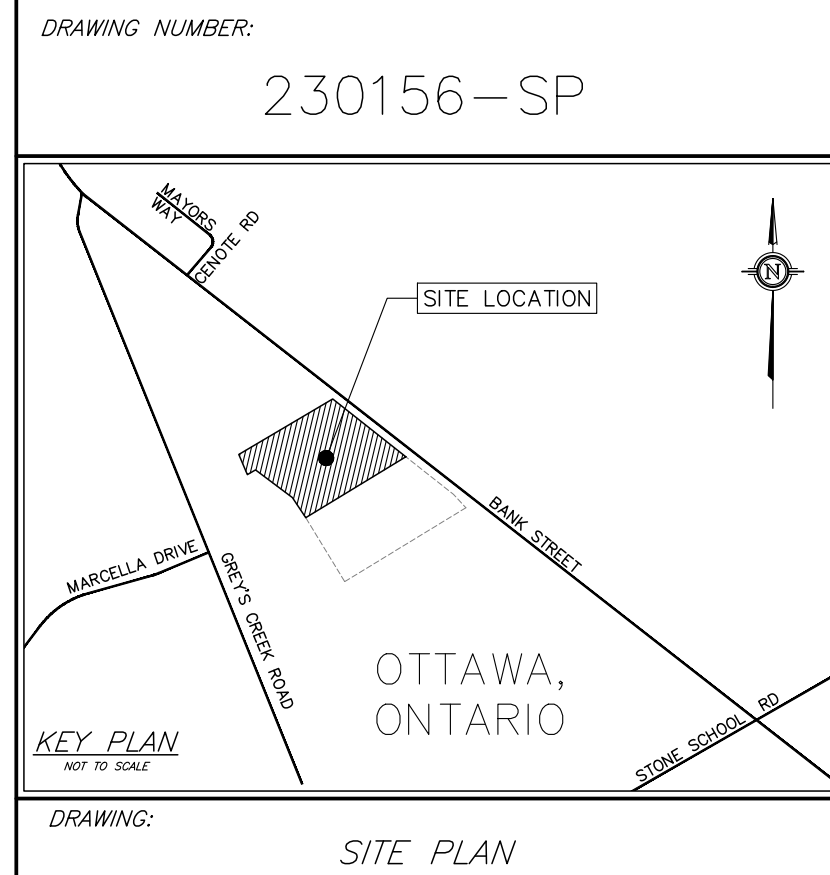 DRAWING NUMBER:
230156-SP
MAYORS
WAY
CENOTE RD
N
SITE LOCATION
BANK STREET
MARCELLA DRIVE
GREY'S CREEK ROAD
OTTAWA,
ONTARIO
STONE SCHOOL RD
KEY PLAN
NOT TO SCALE
DRAWING:
SITE PLAN